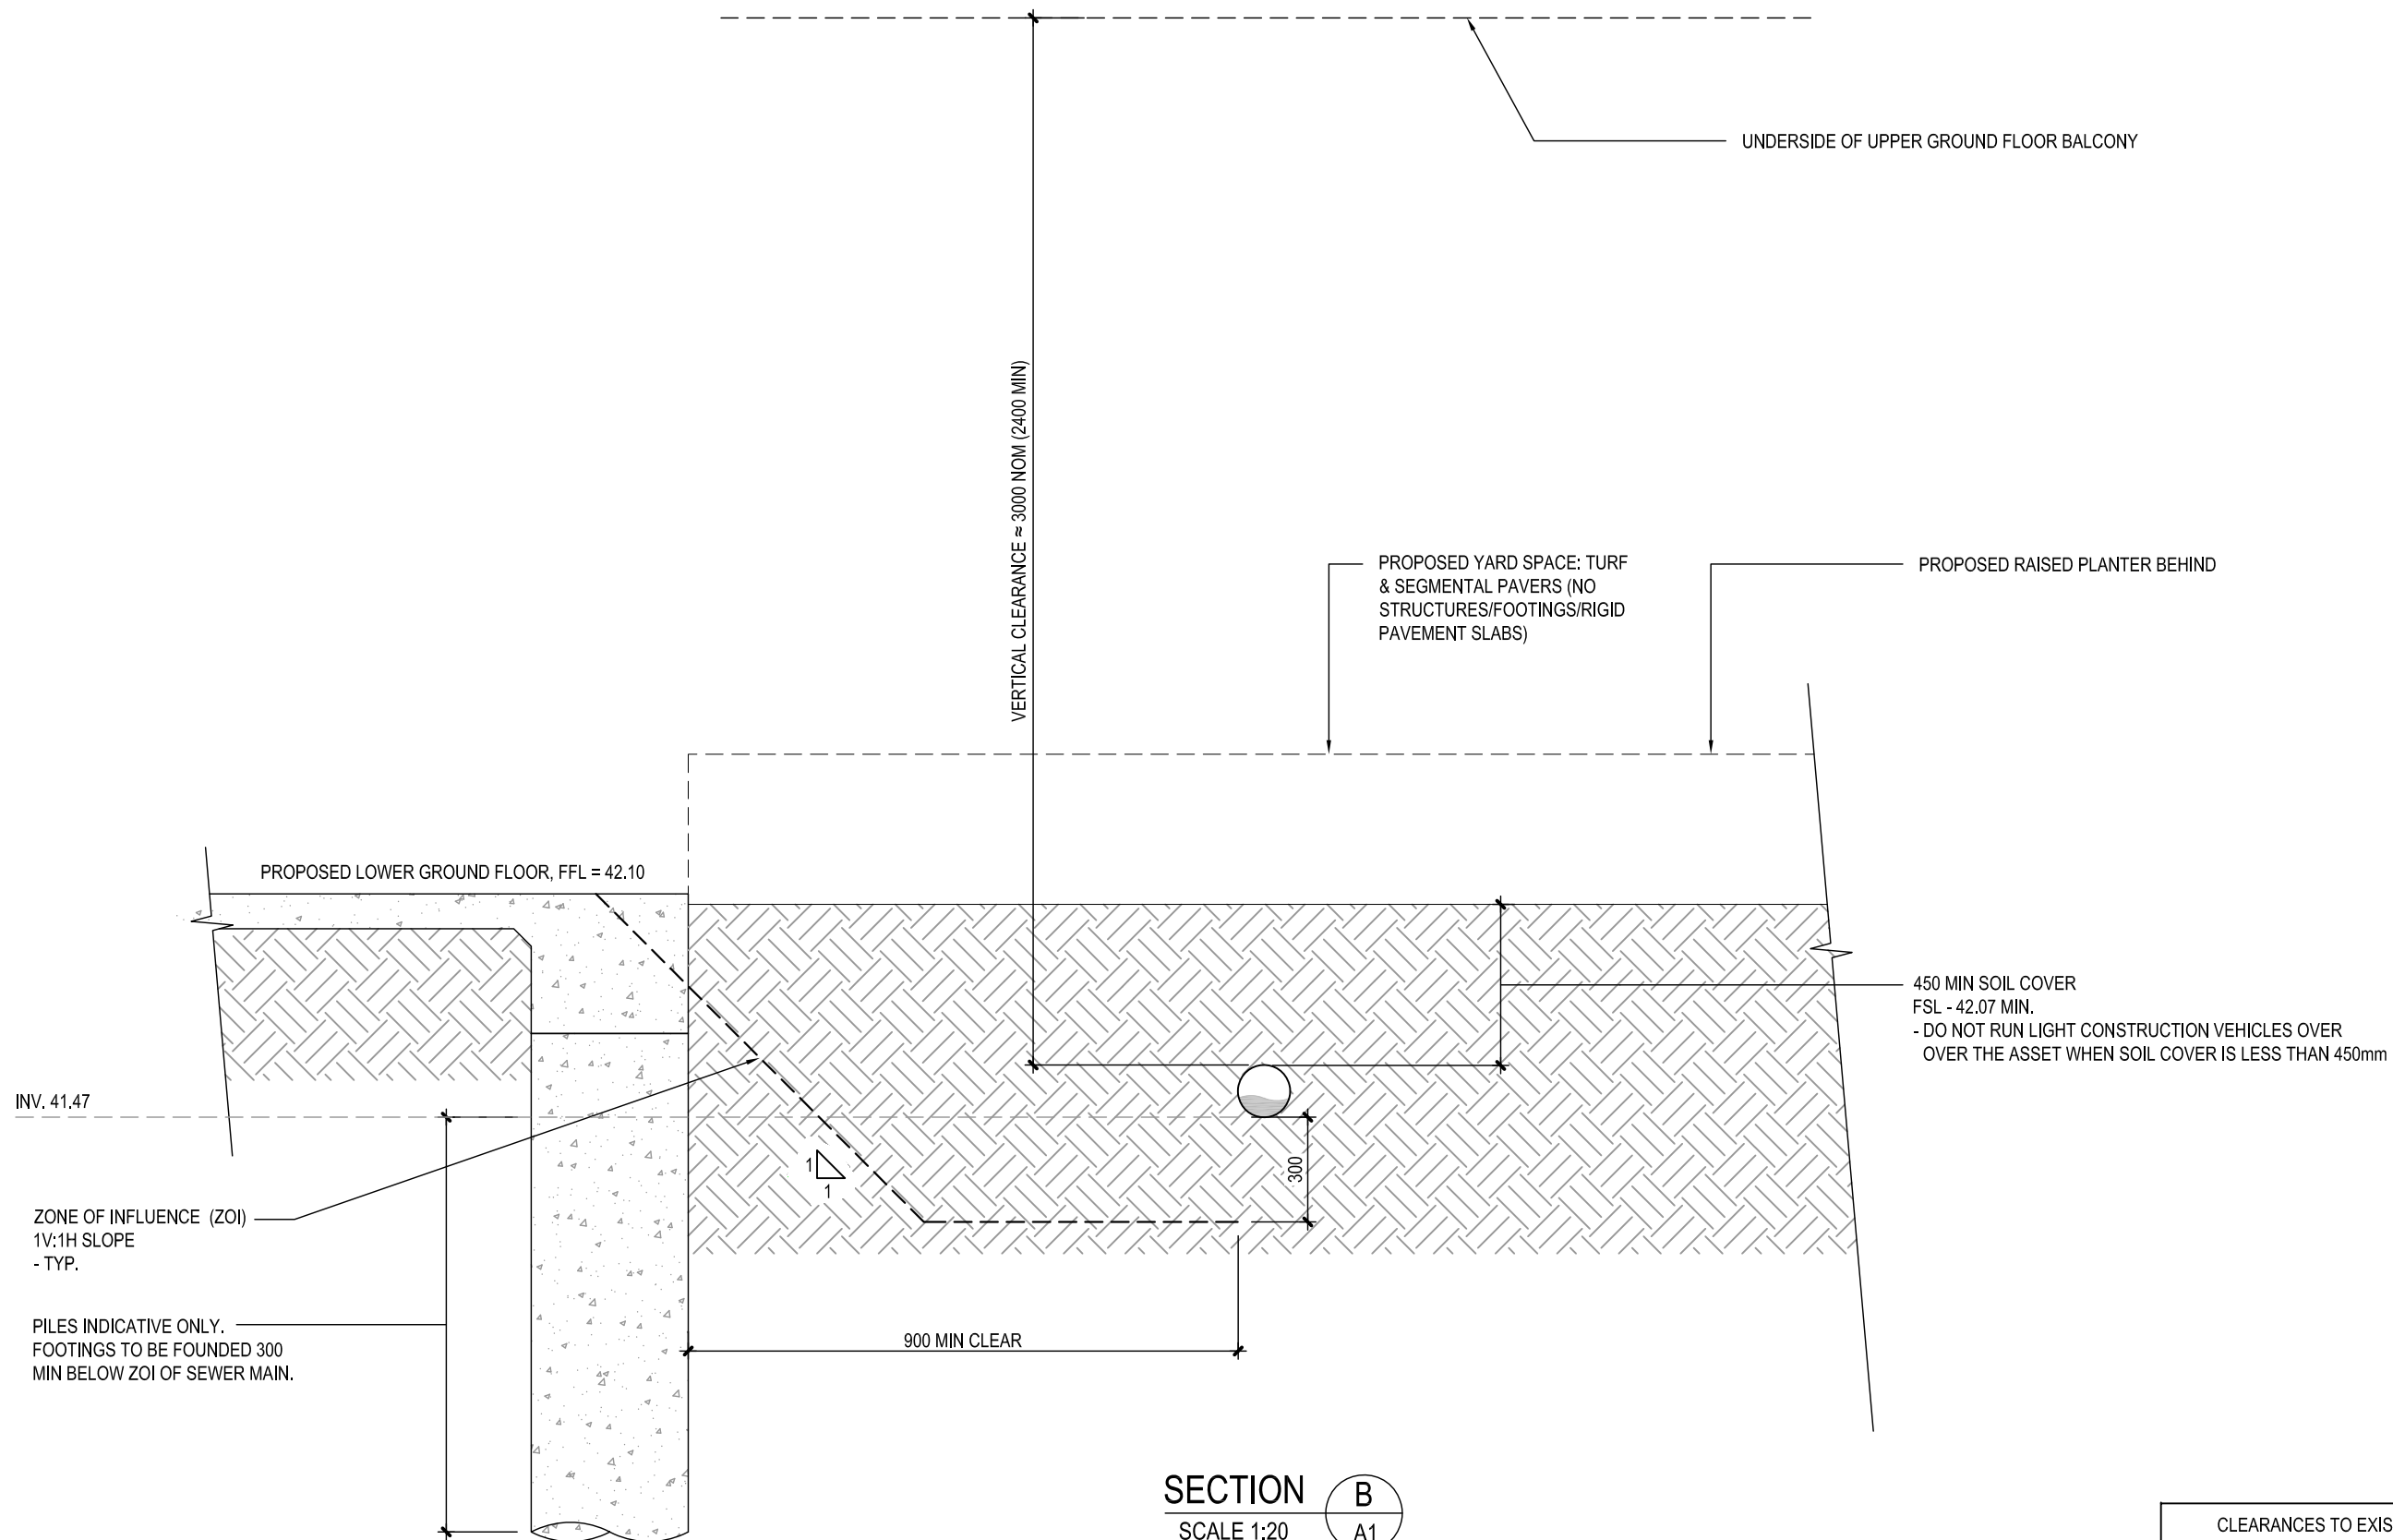 UNDERSIDE OF UPPER GROUND FLOOR BALCONY
VERTICAL CLEARANCE ≈ 3000 NOM (2400 MIN)
PROPOSED YARD SPACE: TURF
& SEGMENTAL PAVERS (NO
STRUCTURES/FOOTINGS/RIGID
PAVEMENT SLABS)
PROPOSED RAISED PLANTER BEHIND
PROPOSED LOWER GROUND FLOOR, FFL = 42.10
450 MIN SOIL COVER
FSL - 42.07 MIN.
- DO NOT RUN LIGHT CONSTRUCTION VEHICLES OVER
OVER THE ASSET WHEN SOIL COVER IS LESS THAN 450mm
INV. 41.47
1
1
300
ZONE OF INFLUENCE (ZOI)
1V:1H SLOPE
- TYP.
PILES INDICATIVE ONLY.
FOOTINGS TO BE FOUNDED 300
MIN BELOW ZOI OF SEWER MAIN.
900 MIN CLEAR
SECTION
B
SCALE 1:20
A1
CLEARANCES TO EXIS